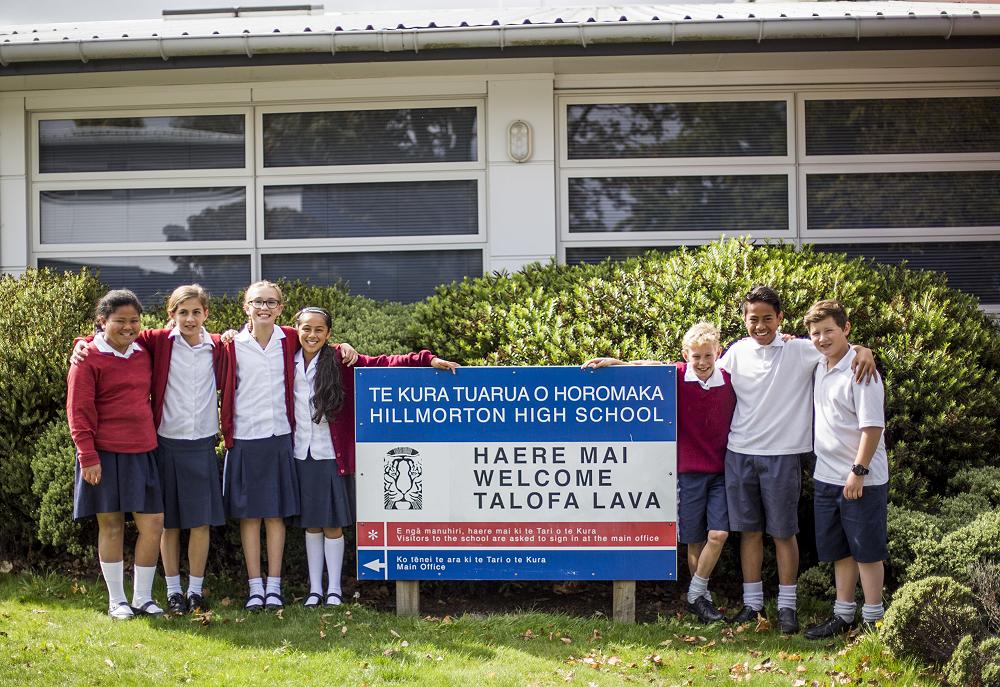 TE KURA TUARUA O HOROMAKA
HILLMORTON HIGH SCHOOL
HAERE MAI
WELCOME
TALOFA LAVA
E ngā manuhiri, haere mai ki te Tari o te Kura
Visitors to the school are asked to sign in at the main office
Ko tēnei te ara ki te Tari o te Kura
Main Office